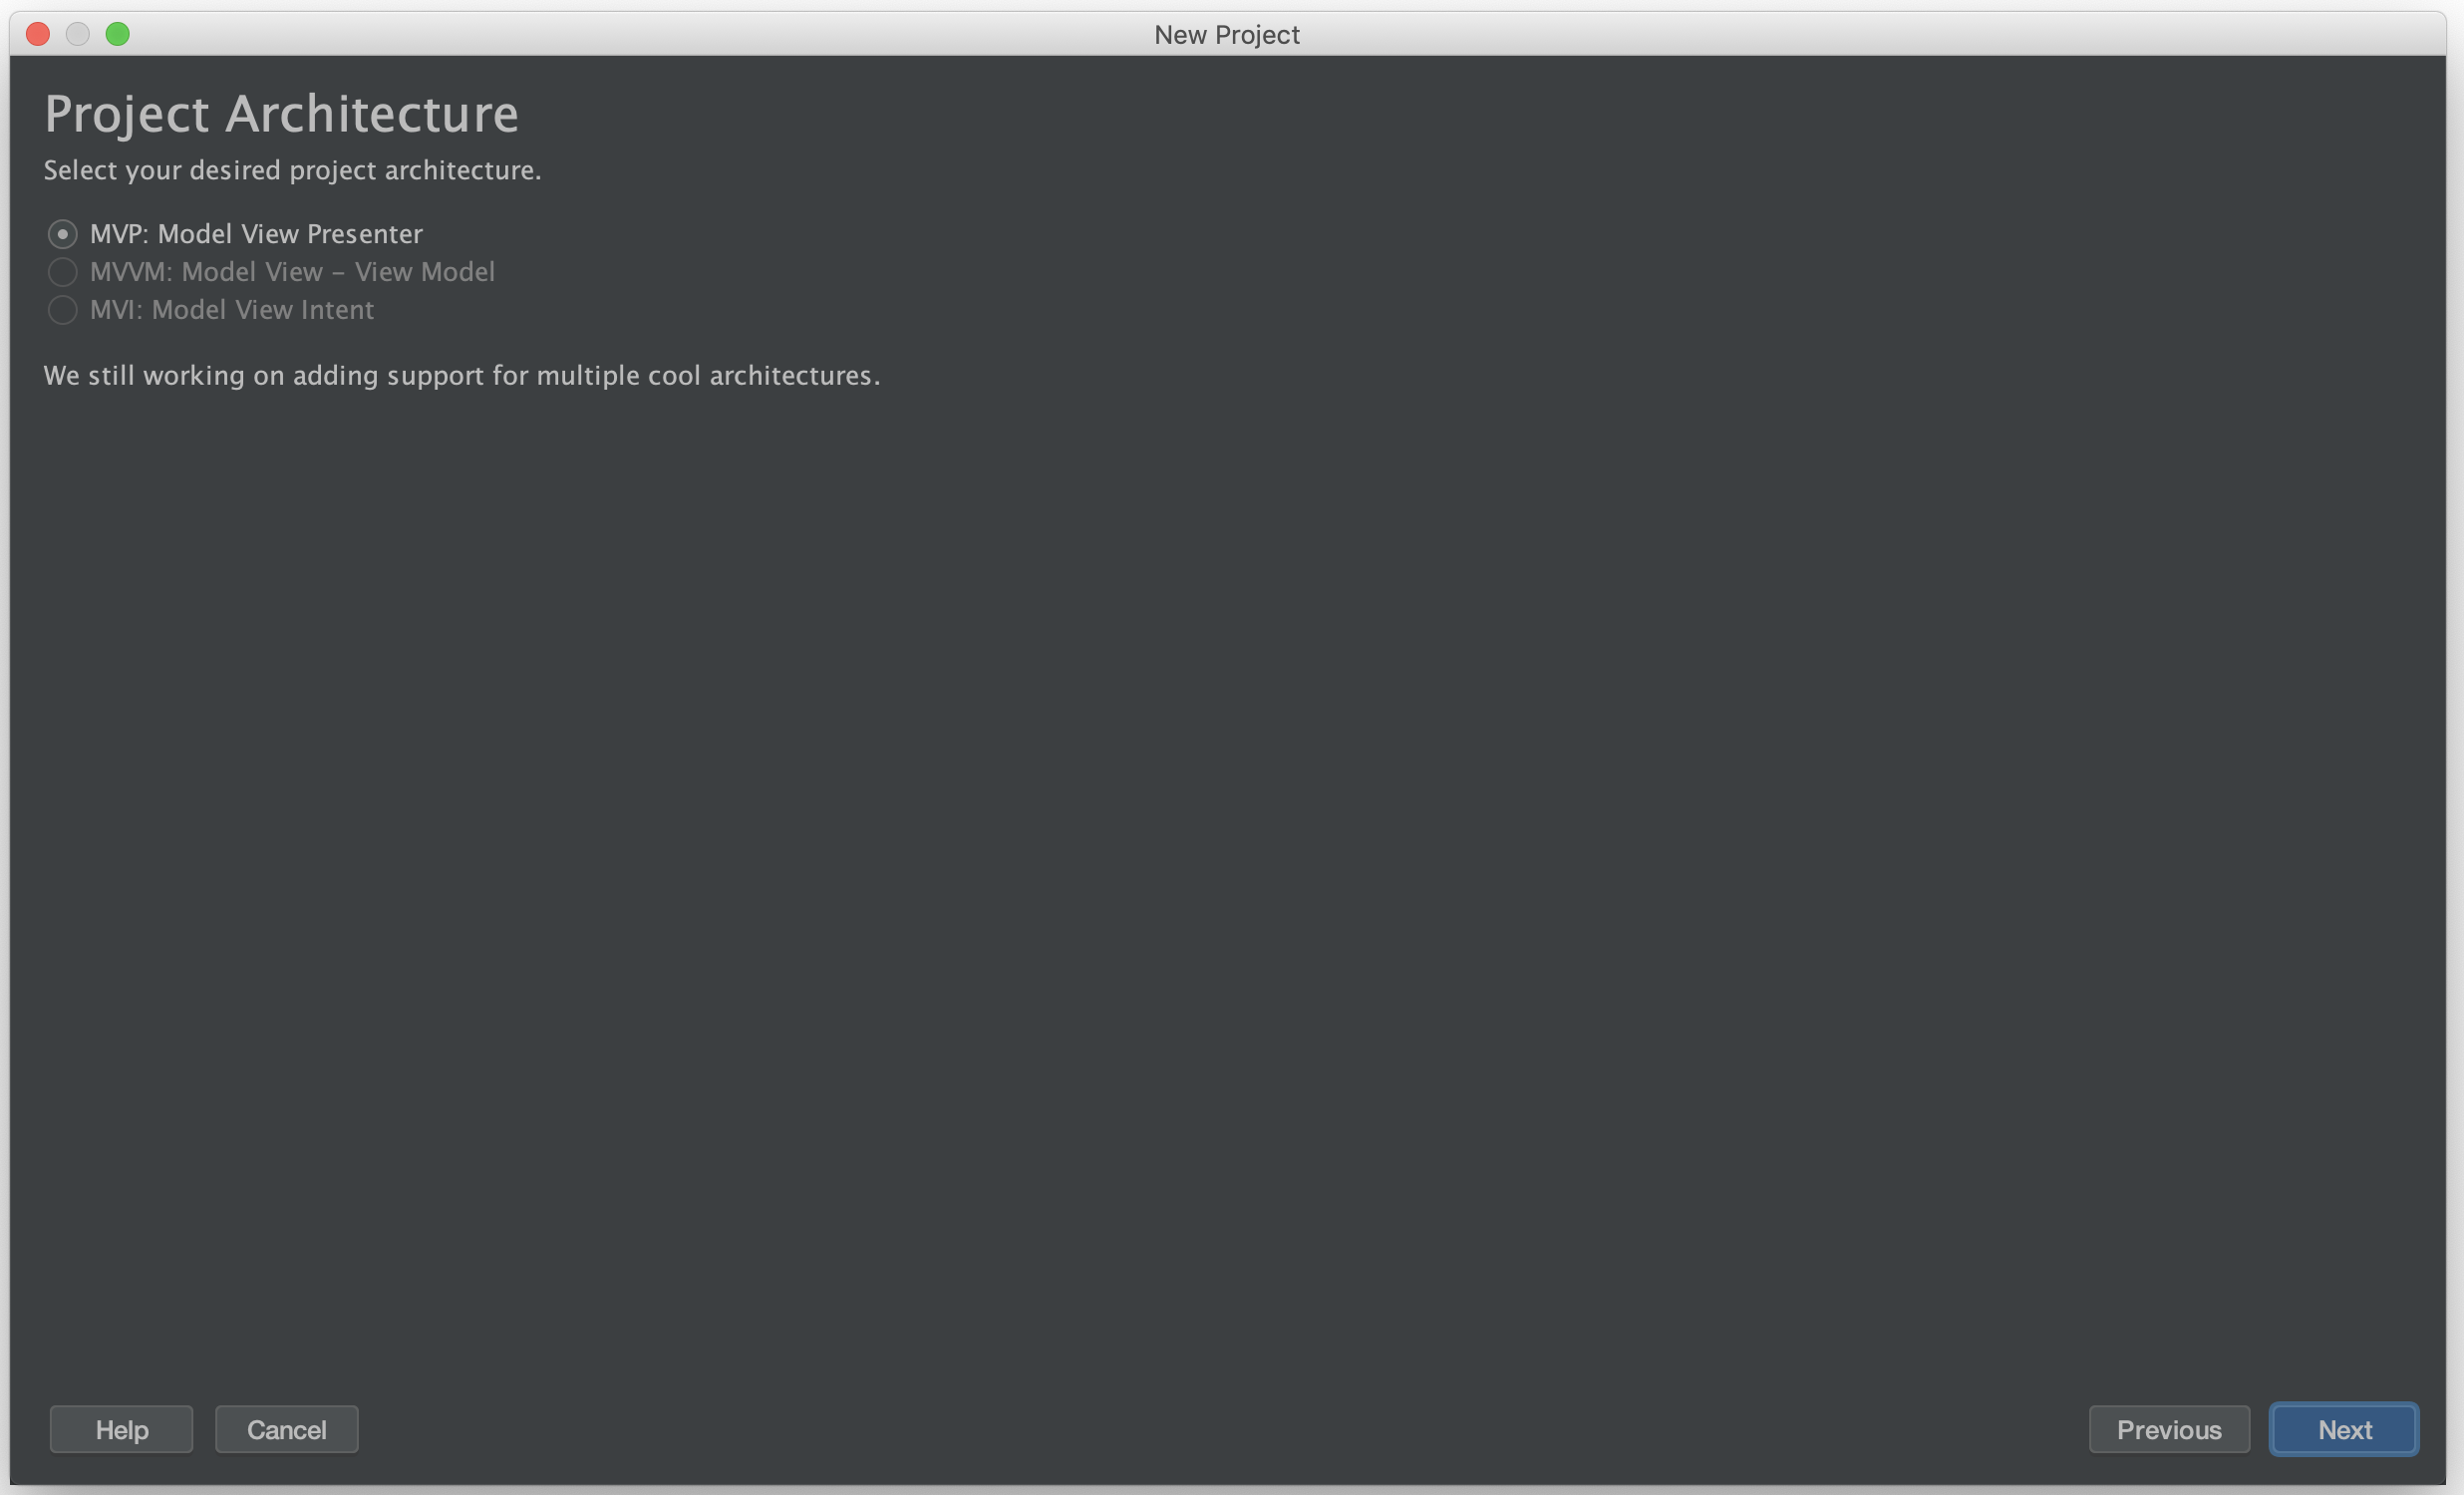 New Project
Project Architecture
Select your desired project architecture.
MVP: Model View Presenter
MVVM: Model View – View Model
MVI: Model View Intent
We still working on adding support for multiple cool architectures.
Help
Cancel
Previous
Next